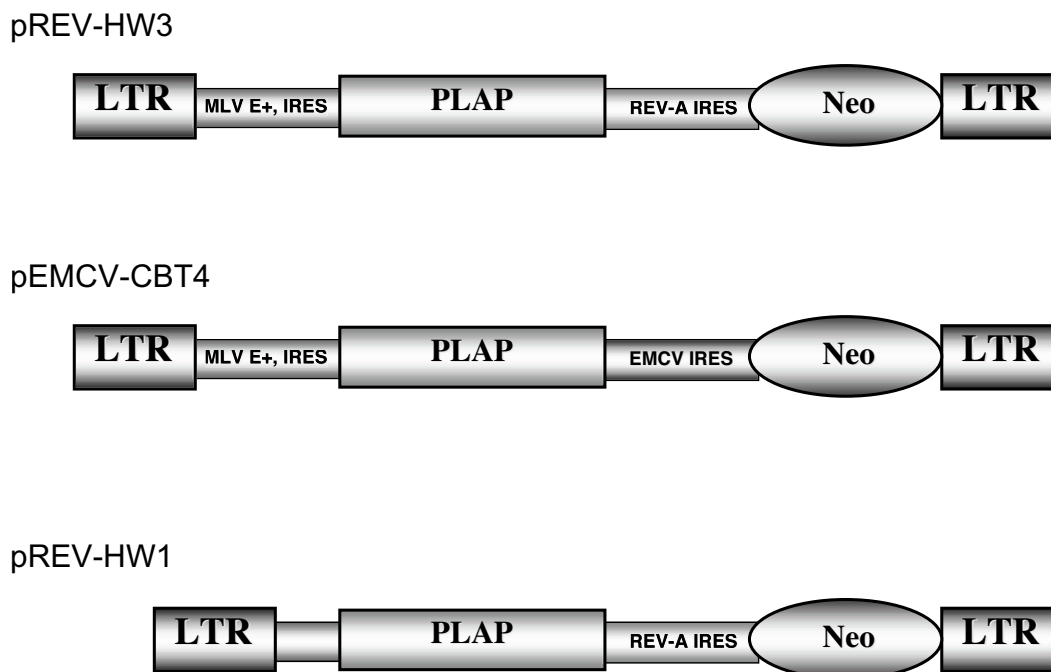 pREV-HW3
LTR MLV E+, IRES PLAP REV-A IRES Neo LTR
pEMCV-CBT4
LTR MLV E+, IRES PLAP EMCV IRES Neo LTR
pREV-HW1
LTR PLAP REV-A IRES Neo LTR